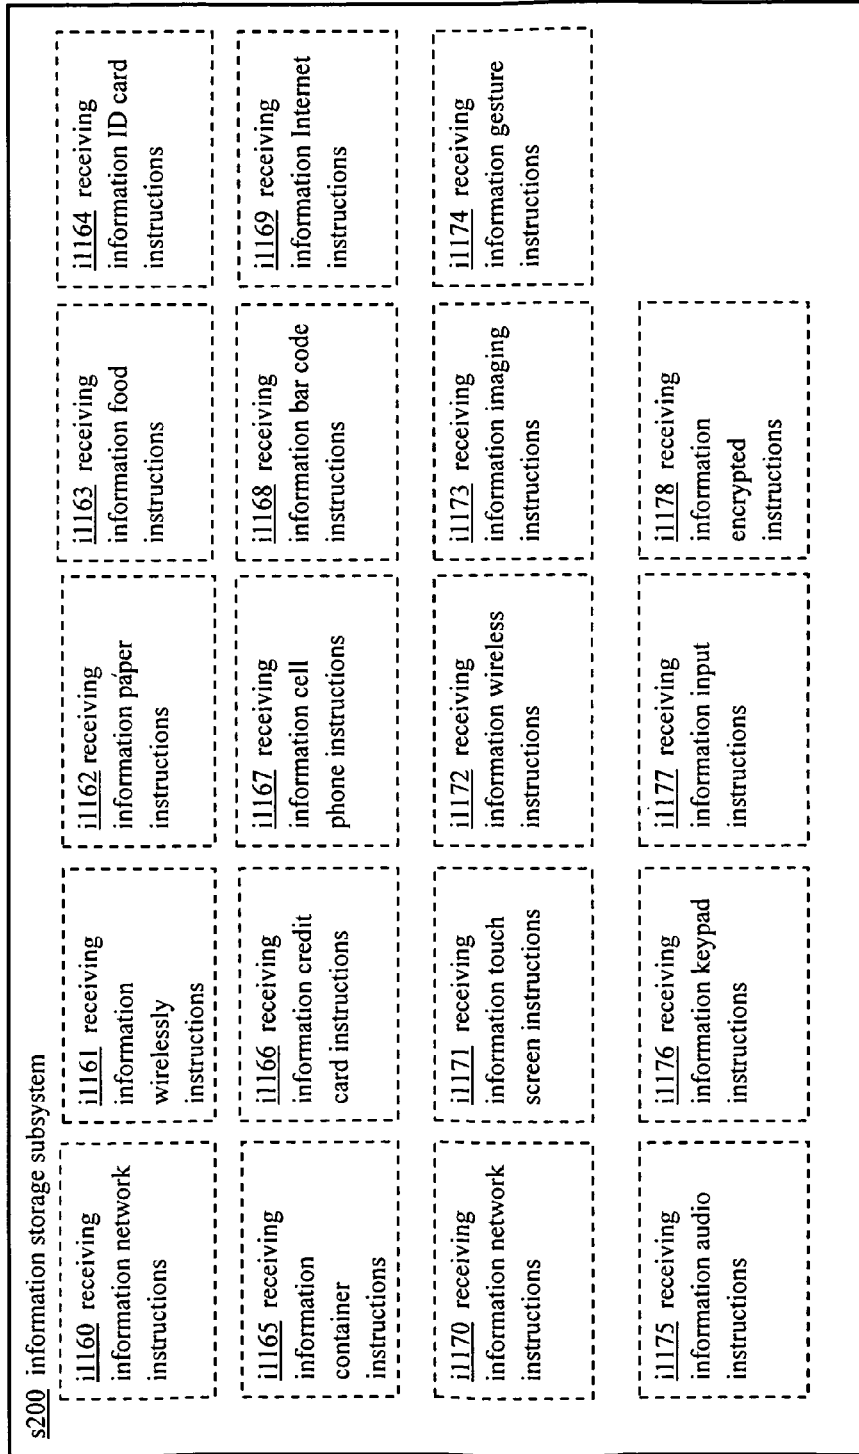 s200 information storage subsystem
i1160 receiving
information network
instructions
i1161 receiving
information
wirelessly
instructions
i1162 receiving
information paper
instructions
i1163 receiving
information food
instructions
i1164 receiving
information ID card
instructions
i1165 receiving
information
container
instructions
i1166 receiving
information credit
card instructions
i1167 receiving
information cell
phone instructions
i1168 receiving
information bar code
instructions
i1169 receiving
information Internet
instructions
i1170 receiving
information network
instructions
i1171 receiving
information touch
screen instructions
i1172 receiving
information wireless
instructions
i1173 receiving
information imaging
instructions
i1174 receiving
information gesture
instructions
i1175 receiving
information audio
instructions
i1176 receiving
information keypad
instructions
i1177 receiving
information input
instructions
i1178 receiving
information
encrypted
instructions